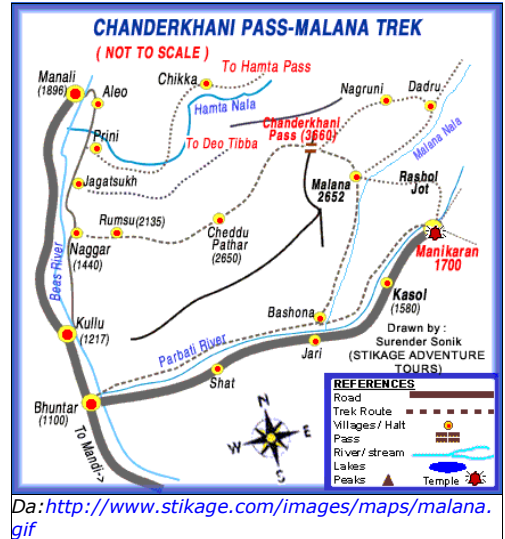 CHANDERKHANI PASS-MALANA TREK
( NOT TO SCALE )
Manali
(1896)
Aleo
Chikka
To Hamta Pass
Hamta Nala
Nagruni
Dadru
Prini
To Deo Tibba
Chanderkhani
Pass (3660)
Malana Nala
Jagatsukh
Malana
2652
Rashol
Jot
Rumsu(2135)
Cheddu
Pathar
(2650)
Naggar
(1440)
Manikaran
1700
Beas River
Kasol
(1580)
Kullu
(1217)
Bashona
Parbati River
Jari
Drawn by :
Surender Sonik
(STIKAGE ADVENTURE
TOURS)
Shat
Bhuntar
(1100)
To Mandi->
N
W
E
S
REFERENCES
Road
Trek Route
Villages/ Halt
Pass
River/ stream
Lakes
Peaks
Temple
Da:http://www.stikage.com/images/maps/malana.
gif